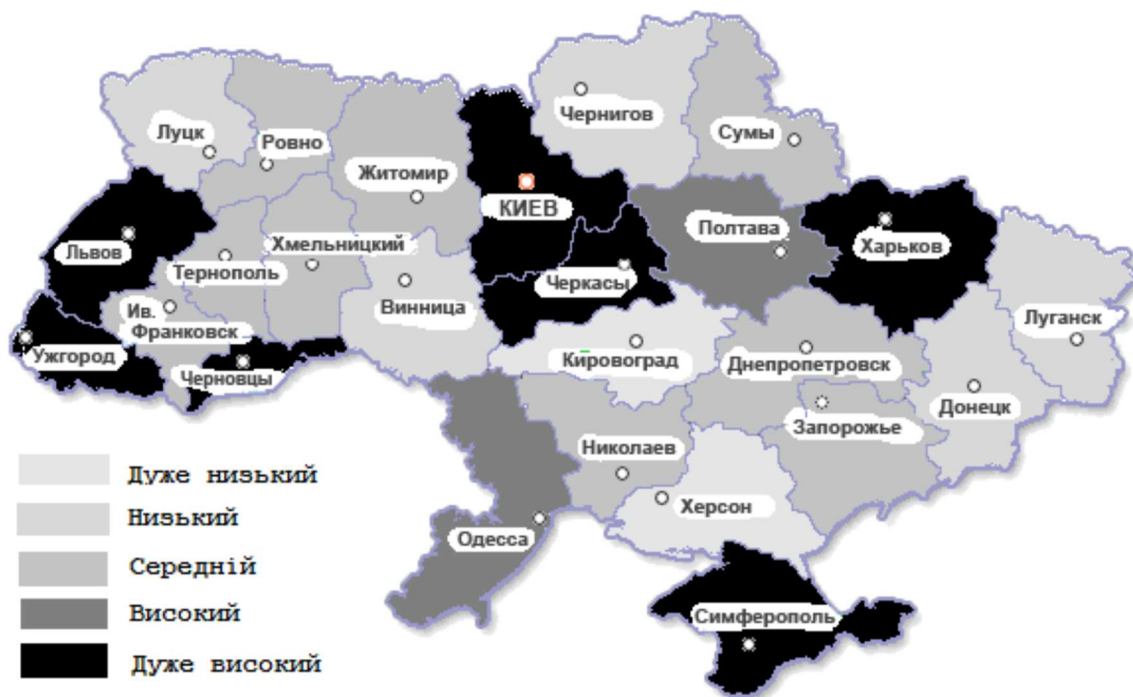 Чернигов
Луцк
Ровно
Сумы
Житомир
КИЕВ
Полтава
Харьков
Львов
Хмельницкий
Тернополь
Черкасы
Винница
Ив.
Франковск
Луганск
Ужгород
Кировоград
Днепропетровск
Черновцы
Донецк
Запорожье
Николаев
Херсон
Одесса
Симферополь
Дуже низький
Низький
Середній
Високий
Дуже високий